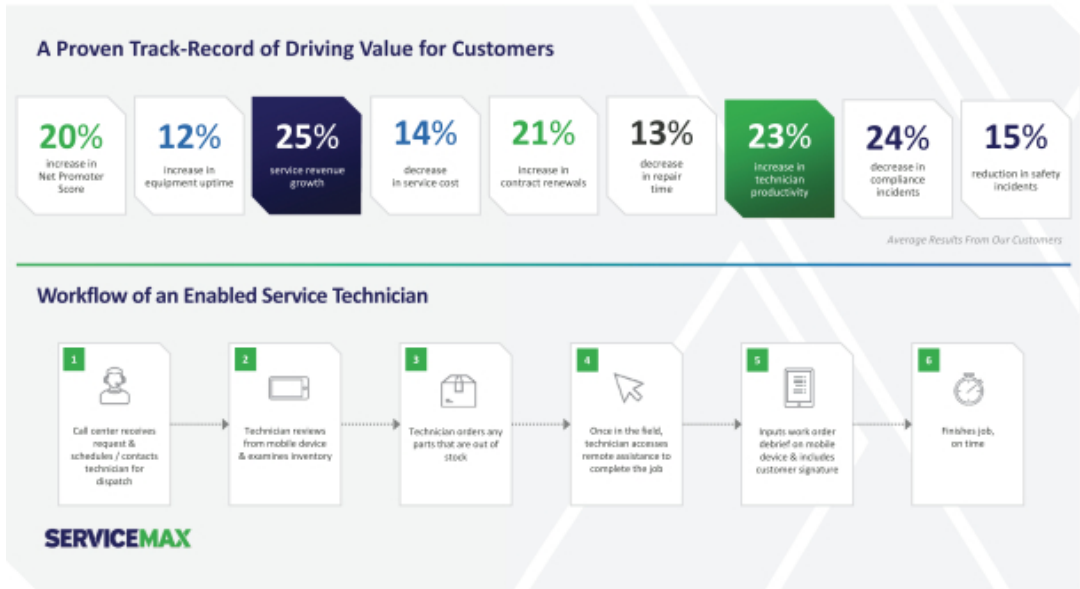 A Proven Track-Record of Driving Value for Customers
20%
increase in
Net Promoter
Score
12%
increase in
equipment uptime
25%
service revenue
growth
14%
decrease
in service cost
21%
increase in
contract renewals
13%
decrease
in repair
time
23%
increase in
technician
productivity
24%
decrease in
compliance
incidents
15%
reduction in safety
incidents
Average Results From Our Customers
Workflow of an Enabled Service Technician
1
Call center receives
request &
schedules / contacts
technician for
dispatch
2
Technician reviews
from mobile device
& examines inventory
3
Technician orders any
parts that are out of
stock
4
Once in the field,
technician accesses
remote assistance to
complete the job
5
Inputs work order
debrief on mobile
device & includes
customer signature
6
Finishes job,
on time
SERVICEMAX